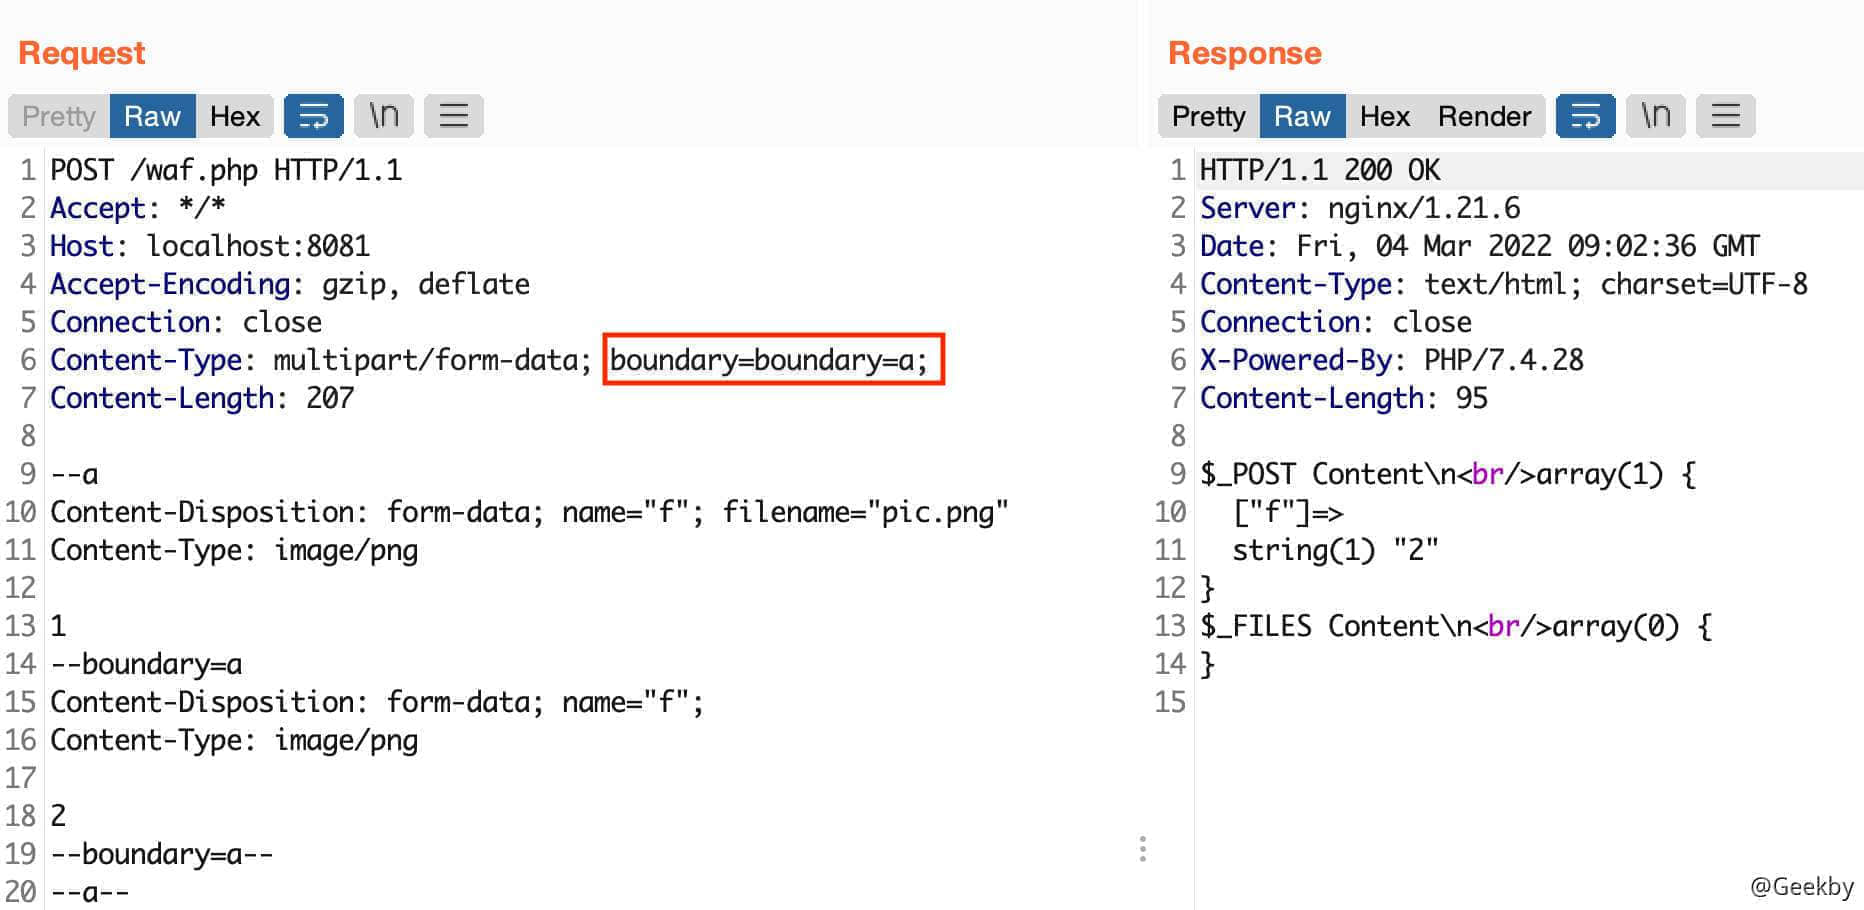 Request
Pretty Raw Hex \n
1 POST /waf.php HTTP/1.1
2 Accept: */*
3 Host: localhost:8081
4 Accept-Encoding: gzip, deflate
5 Connection: close
6 Content-Type: multipart/form-data; boundary=boundary=a;
7 Content-Length: 207
8
9 --a
10 Content-Disposition: form-data; name="f"; filename="pic.png"
11 Content-Type: image/png
12
13 1
14 --boundary=a
15 Content-Disposition: form-data; name="f";
16 Content-Type: image/png
17
18 2
19 --boundary=a--
20 --a--
Response
Pretty Raw Hex Render \n
1 HTTP/1.1 200 OK
2 Server: nginx/1.21.6
3 Date: Fri, 04 Mar 2022 09:02:36 GMT
4 Content-Type: text/html; charset=UTF-8
5 Connection: close
6 X-Powered-By: PHP/7.4.28
7 Content-Length: 95
8
9 $_POST Content\n<br/>array(1) {
10 ["f"]=>
11 string(1) "2"
12 }
13 $_FILES Content\n<br/>array(0) {
14 }
15
@Geekby